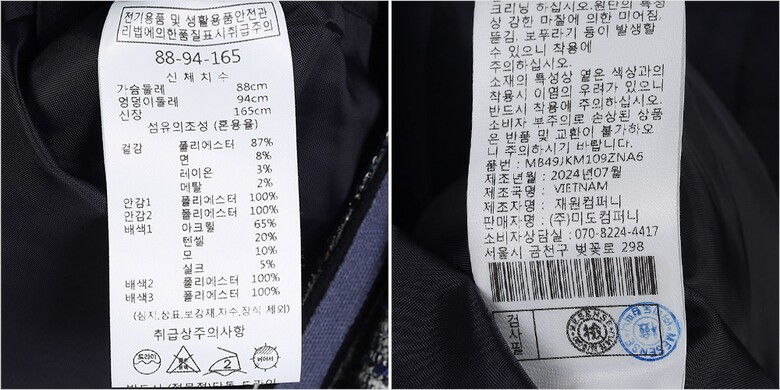 전기용품 및 생활용품안전관
리법에의한품질표시취급주의
88-94-165
신 체 치 수
가슴둘레 88cm
엉덩이둘레 94cm
신장 165cm
섬유의조성 (혼용율)
겉감 폴리에스터 87%
면 8%
레이온 3%
메탈 2%
안감1 폴리에스터 100%
안감2 폴리에스터 100%
배색1 아크릴 65%
텐셀 20%
모 10%
실크 5%
배색2 폴리에스터 100%
배색3 폴리에스터 100%
(심지,상표,보강재,자수,장식 제외)
취급상주의사항
드라이
2
크리닝 하십시오.원단의 특성
상 강한 마찰에 의한 미어짐,
뜯김, 보푸라기 등이 발생할
수 있으니 착용에
주의하십시오.
소재의 특성상 옅은 색상과의
착용시 이염의 우려가 있으니
반드시 착용에 주의하십시오.
소비자 부주의로 손상된 상품
은 반품 및 교환이 불가하오
니 주의하시기 바랍니다.
품번 : MB49JKM109ZNA6
제조년월 : 2024년07월
제조국명 : VIETNAM
제조자명 : 재원컴퍼니
판매자명 : (주)미도컴퍼니
소비자상담실 : 070-8224-4417
서울시 금천구 벚꽃로 298
검사필